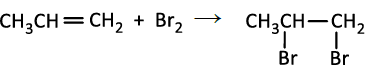 CH₃CH=CH₂ + Br₂ → CH₃CH—CH₂
Br Br